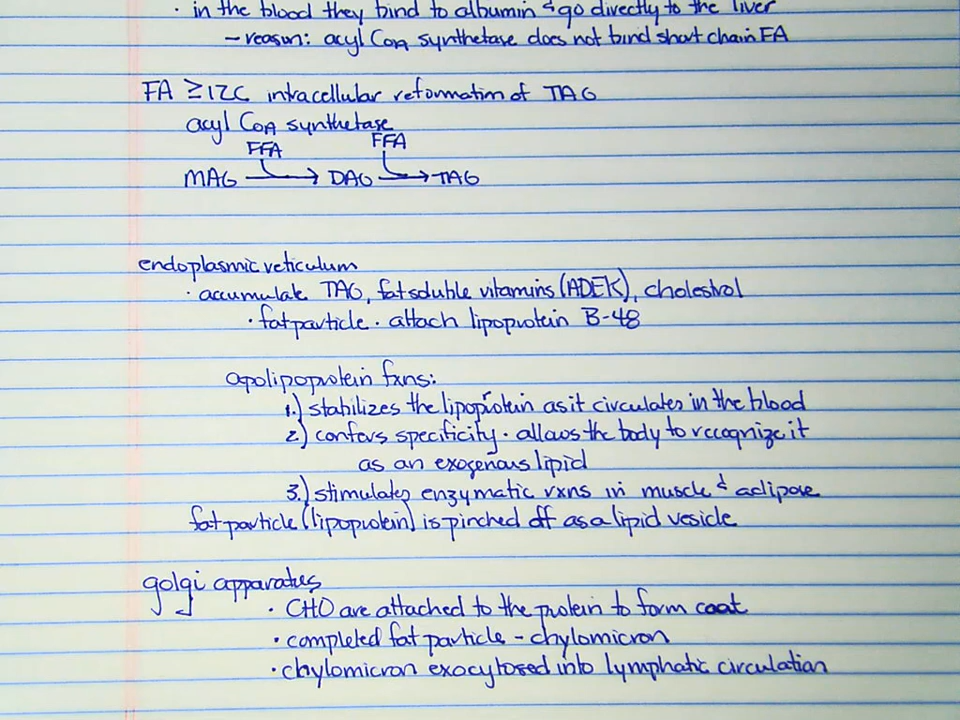 · in the blood they bind to albumin & go directly to the liver
– reason: acyl CoA synthetase does not bind short chain FA
FA ≥12C intracellular reformation of TAG
acyl CoA synthetase
FFA FFA
MAG → DAG → TAG
endoplasmic reticulum
· accumulate TAG, fat soluble vitamins (ADEK), cholestrol
· fat particle · attach lipoprotein B-48
apolipoprotein fxns:
1.) stabilizes the lipoprotein as it circulates in the blood
2) confers specificity · allows the body to recognize it
as an exogenous lipid
3.) stimulates enzymatic rxns in muscle & adipose
fat particle (lipoprotein) is pinched off as a lipid vesicle
golgi apparatus
· CHO are attached to the protein to form coat
· completed fat particle – chylomicron
· chylomicron exocytosed into lymphatic circulation